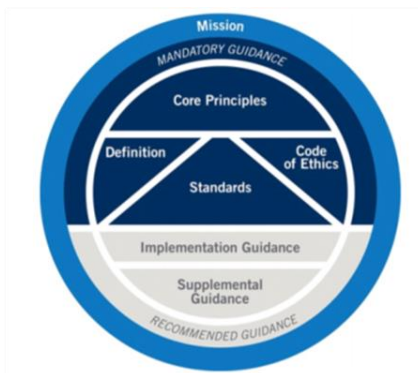 Mission
MANDATORY GUIDANCE
Core Principles
Definition
Code
of Ethics
Standards
Implementation Guidance
Supplemental
Guidance
RECOMMENDED GUIDANCE